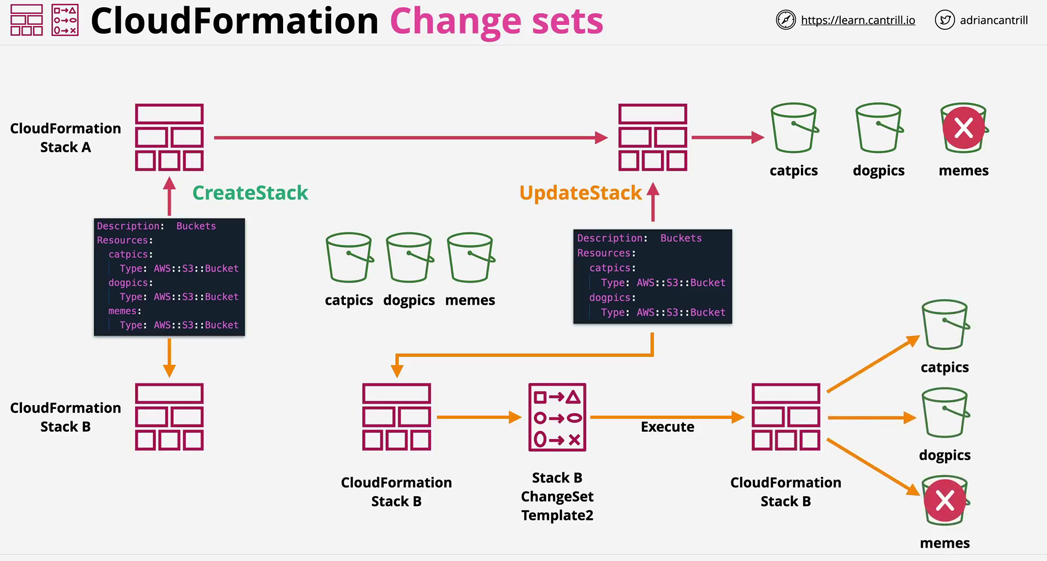 CloudFormation Change sets
https://learn.cantrill.io
adriancantrill
CloudFormation
Stack A
catpics
dogpics
memes
CreateStack
UpdateStack
Description: Buckets
Resources:
catpics:
Type: AWS::S3::Bucket
dogpics:
Type: AWS::S3::Bucket
memes:
Type: AWS::S3::Bucket
catpics
dogpics
memes
Description: Buckets
Resources:
catpics:
Type: AWS::S3::Bucket
dogpics:
Type: AWS::S3::Bucket
CloudFormation
Stack B
CloudFormation
Stack B
Stack B
ChangeSet
Template2
Execute
CloudFormation
Stack B
catpics
dogpics
memes